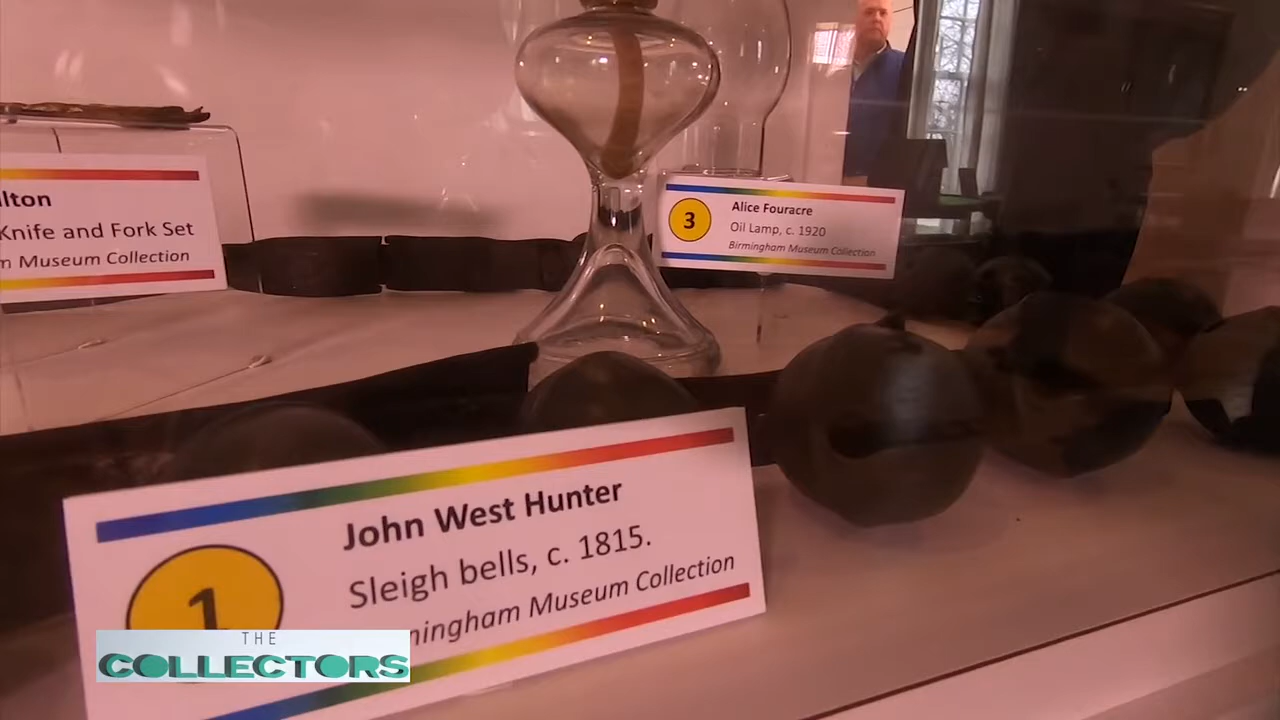 lton
Knife and Fork Set
m Museum Collection
3
Alice Fouracre
Oil Lamp, c. 1920
Birmingham Museum Collection
1
John West Hunter
Sleigh bells, c. 1815.
ningham Museum Collection
THE
COLLECTORS